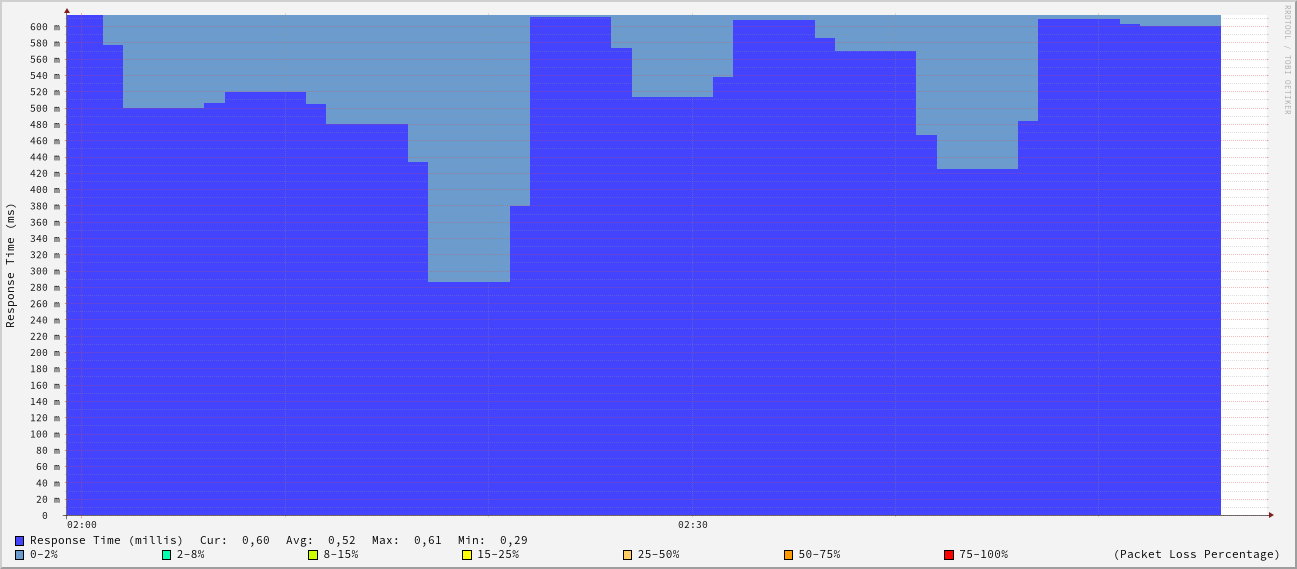 RRDTOOL / TOBI OETIKER
Response Time (ms)
600 m
580 m
560 m
540 m
520 m
500 m
480 m
460 m
440 m
420 m
400 m
380 m
360 m
340 m
320 m
300 m
280 m
260 m
240 m
220 m
200 m
180 m
160 m
140 m
120 m
100 m
80 m
60 m
40 m
20 m
0
02:00 02:30
Response Time (millis) Cur: 0,60 Avg: 0,52 Max: 0,61 Min: 0,29
0-2% 2-8% 8-15% 15-25% 25-50% 50-75% 75-100% (Packet Loss Percentage)